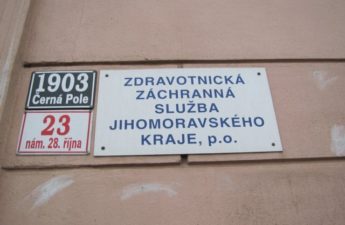 1903
Černá Pole
23
nám. 28. října
ZDRAVOTNICKÁ
ZÁCHRANNÁ
SLUŽBA
JIHOMORAVSKÉHO
KRAJE, p.o.